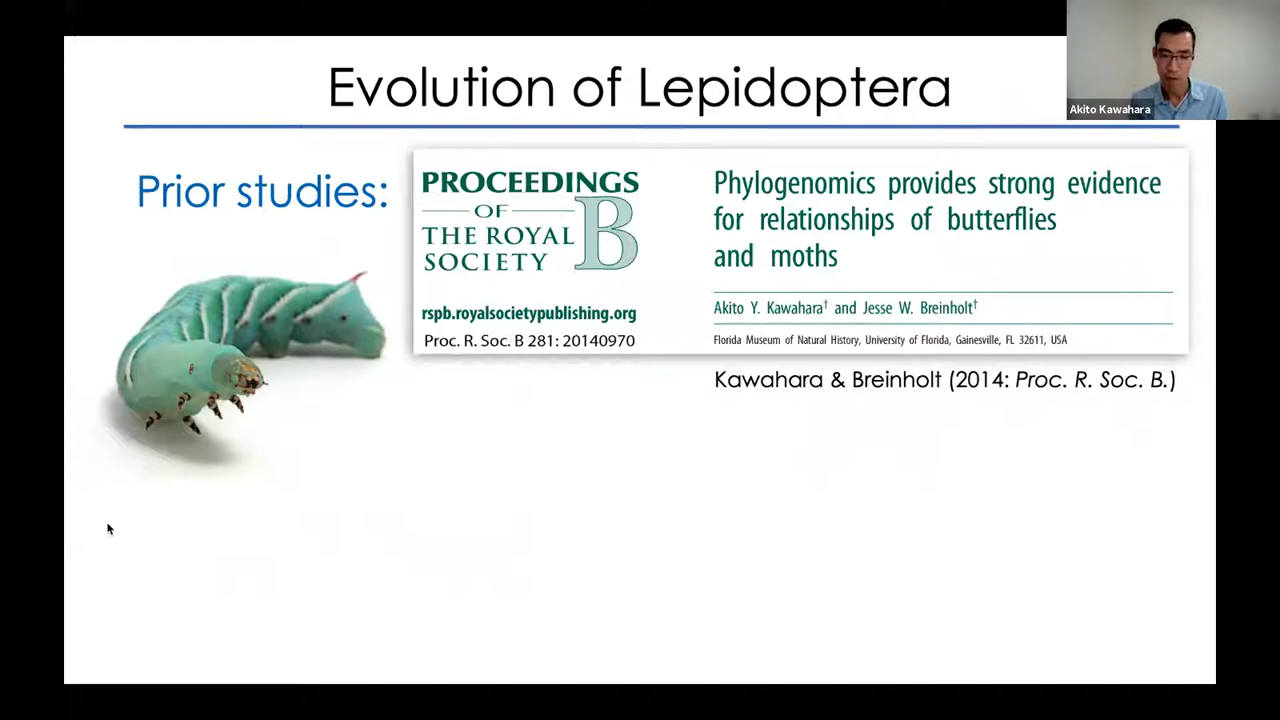 Evolution of Lepidoptera
Akito Kawahara
Prior studies:
PROCEEDINGS
OF
THE ROYAL
SOCIETY
B
rspb.royalsocietypublishing.org
Proc. R. Soc. B 281: 20140970
Phylogenomics provides strong evidence
for relationships of butterflies
and moths
Akito Y. Kawahara† and Jesse W. Breinholt†
Florida Museum of Natural History, University of Florida, Gainesville, FL 32611, USA
Kawahara & Breinholt (2014: Proc. R. Soc. B.)